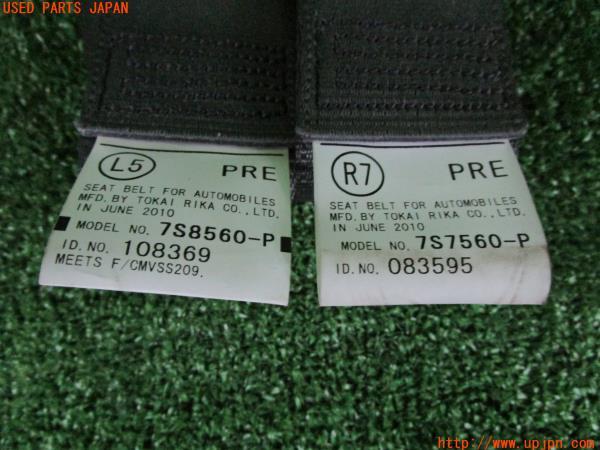 USED PARTS JAPAN
L5 PRE
SEAT BELT FOR AUTOMOBILES
MFD. BY TOKAI RIKA CO., LTD.
IN JUNE 2010
MODEL NO. 7S8560-P
ID.NO. 108369
MEETS F/CMVSS209.
R7 PRE
SEAT BELT FOR AUTOMOBILES
MFD. BY TOKAI RIKA CO., LTD.
IN JUNE 2010
MODEL NO. 7S7560-P
ID.NO. 083595
http://www.upjpn.com/